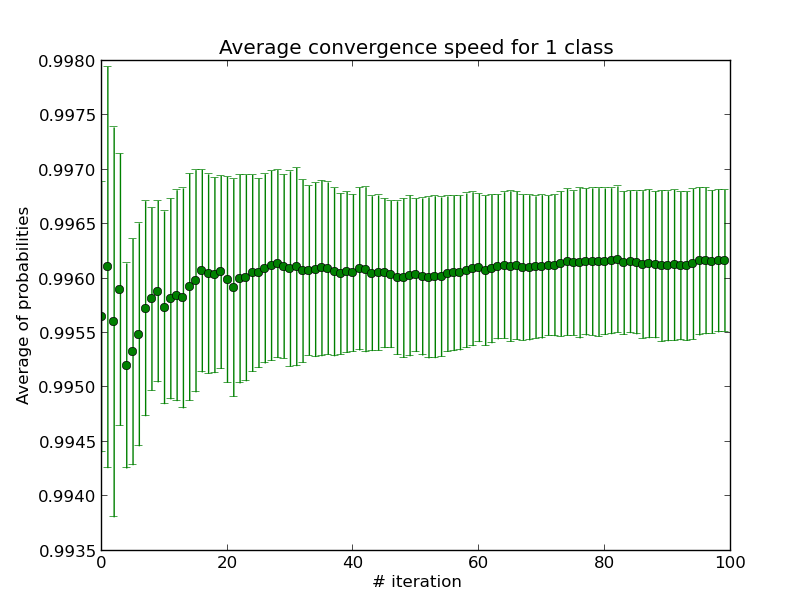 Average convergence speed for 1 class
0.9980
0.9975
0.9970
0.9965
0.9960
0.9955
0.9950
0.9945
0.9940
0.9935
Average of probabilities
0 20 40 60 80 100
# iteration